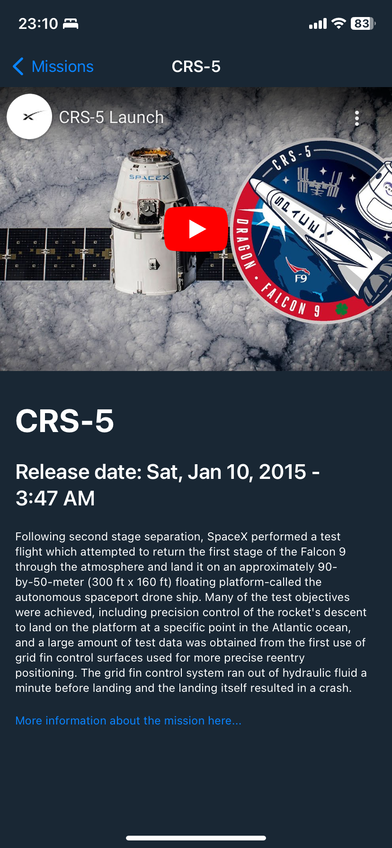 23:10
83
Missions
CRS-5
CRS-5 Launch
SPACEX
CRS-5
SPACEX
F9
DRAGON • FALCON 9
CRS-5
Release date: Sat, Jan 10, 2015 -
3:47 AM
Following second stage separation, SpaceX performed a test
flight which attempted to return the first stage of the Falcon 9
through the atmosphere and land it on an approximately 90-
by-50-meter (300 ft x 160 ft) floating platform-called the
autonomous spaceport drone ship. Many of the test objectives
were achieved, including precision control of the rocket's descent
to land on the platform at a specific point in the Atlantic ocean,
and a large amount of test data was obtained from the first use of
grid fin control surfaces used for more precise reentry
positioning. The grid fin control system ran out of hydraulic fluid a
minute before landing and the landing itself resulted in a crash.
More information about the mission here...